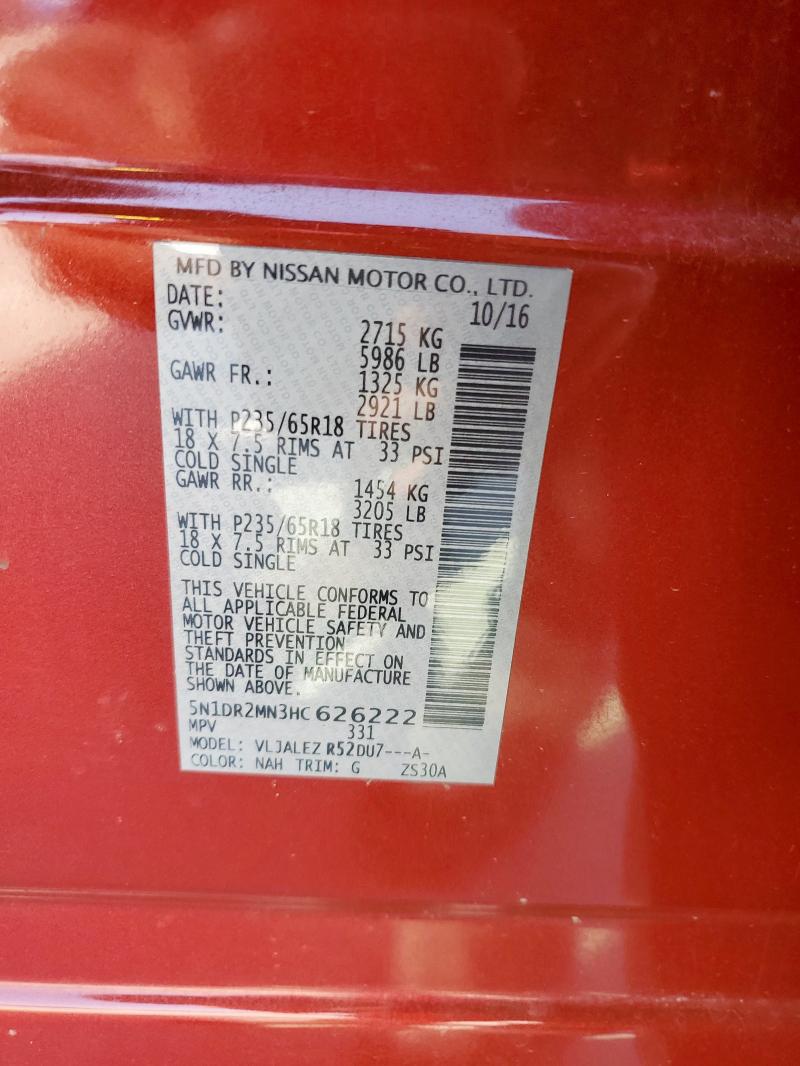 MFD BY NISSAN MOTOR CO., LTD.
DATE: 10/16
GVWR: 2715 KG
5986 LB
GAWR FR.: 1325 KG
2921 LB
WITH P235/65R18 TIRES
18 X 7.5 RIMS AT 33 PSI
COLD SINGLE
GAWR RR.: 1454 KG
3205 LB
WITH P235/65R18 TIRES
18 X 7.5 RIMS AT 33 PSI
COLD SINGLE
THIS VEHICLE CONFORMS TO
ALL APPLICABLE FEDERAL
MOTOR VEHICLE SAFETY AND
THEFT PREVENTION
STANDARDS IN EFFECT ON
THE DATE OF MANUFACTURE
SHOWN ABOVE.
5N1DR2MN3HC 626222
MPV 331
MODEL: VLJALEZ R52DU7---A-
COLOR: NAH TRIM: G ZS30A